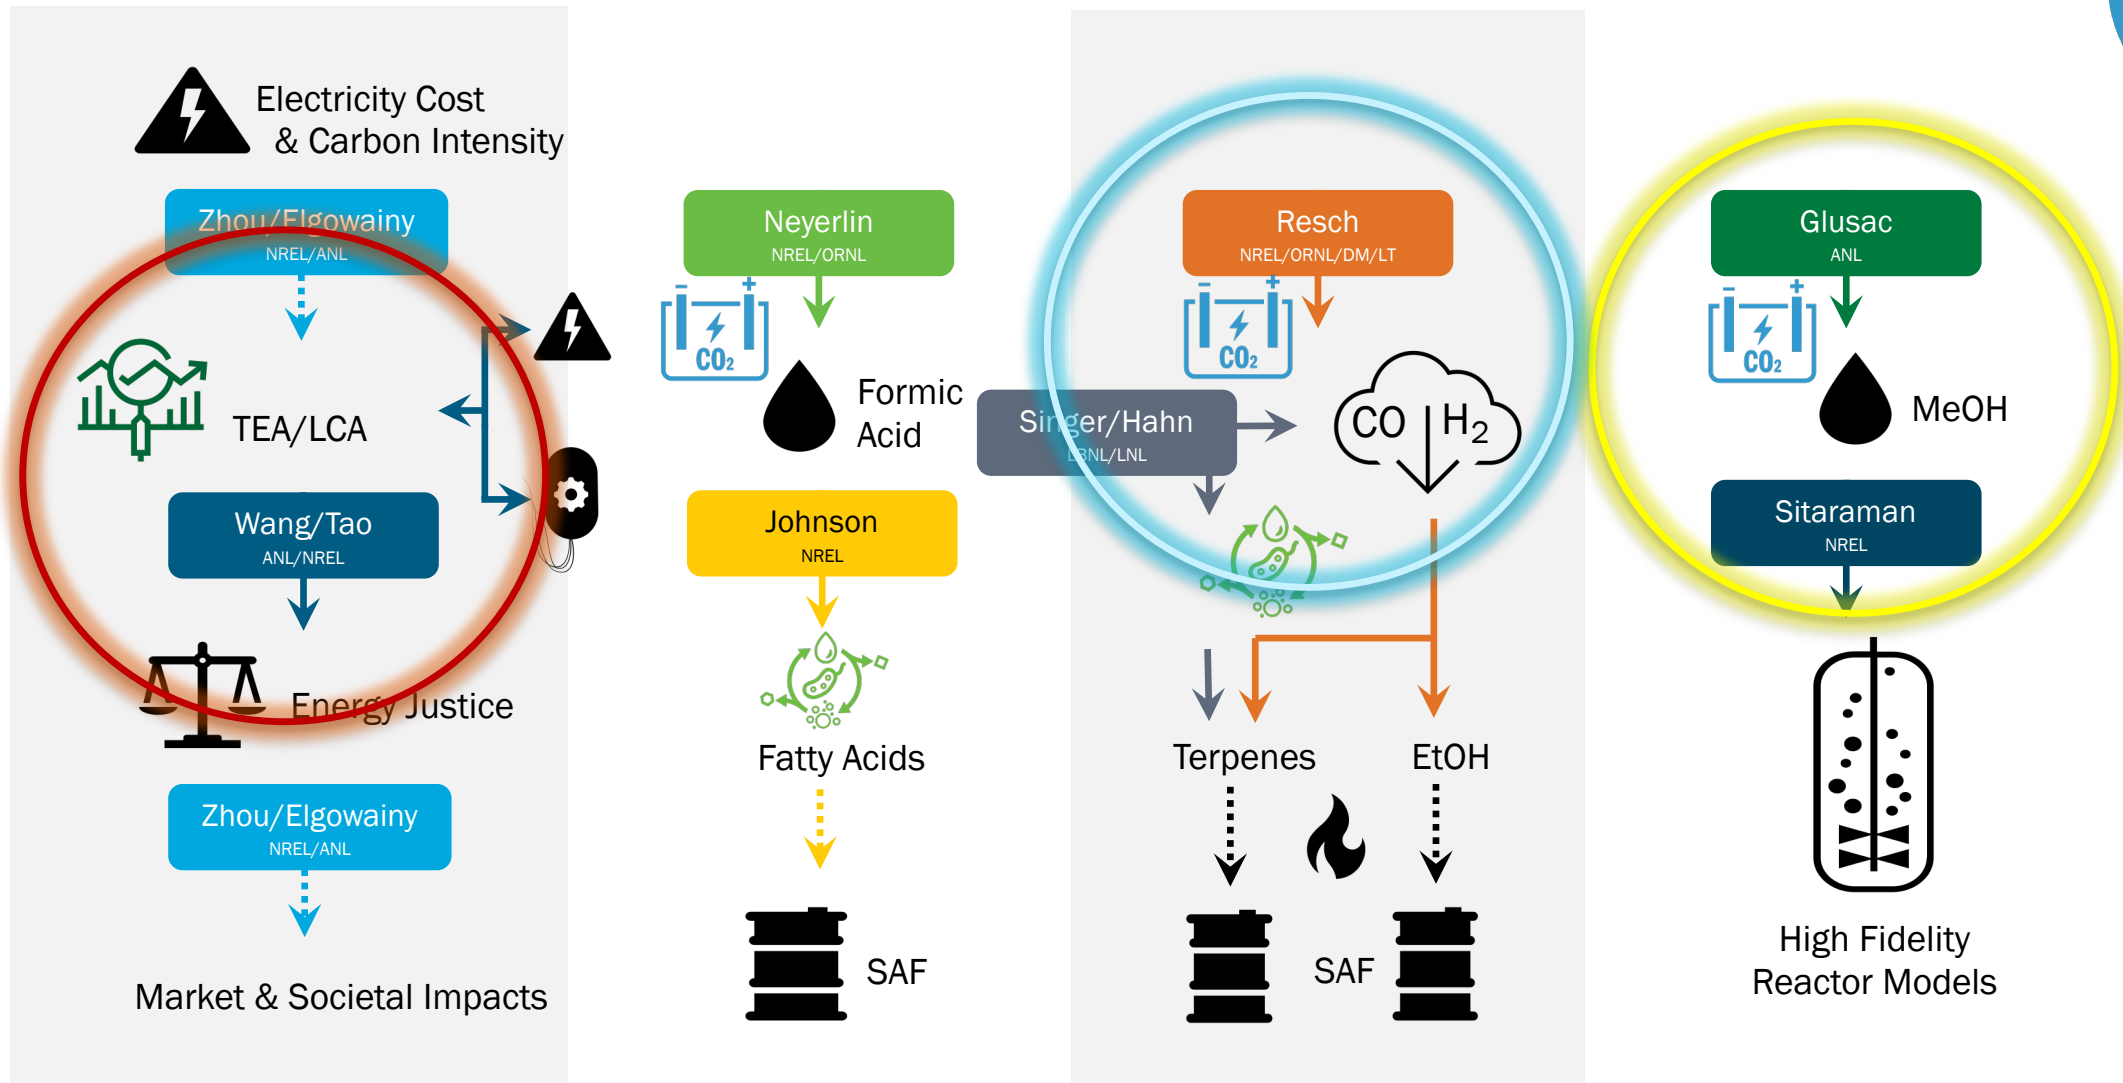 Electricity Cost
& Carbon Intensity
Zhou/Elgowainy
NREL/ANL
TEA/LCA
Wang/Tao
ANL/NREL
Energy Justice
Zhou/Elgowainy
NREL/ANL
Market & Societal Impacts
Neyerlin
NREL/ORNL
- +
CO₂
Formic
Acid
Johnson
NREL
Fatty Acids
SAF
Resch
NREL/ORNL/DM/LT
- +
CO₂
Singer/Hahn
LBNL/LNL
CO H₂
Terpenes
EtOH
SAF
Glusac
ANL
- +
CO₂
MeOH
Sitaraman
NREL
High Fidelity
Reactor Models